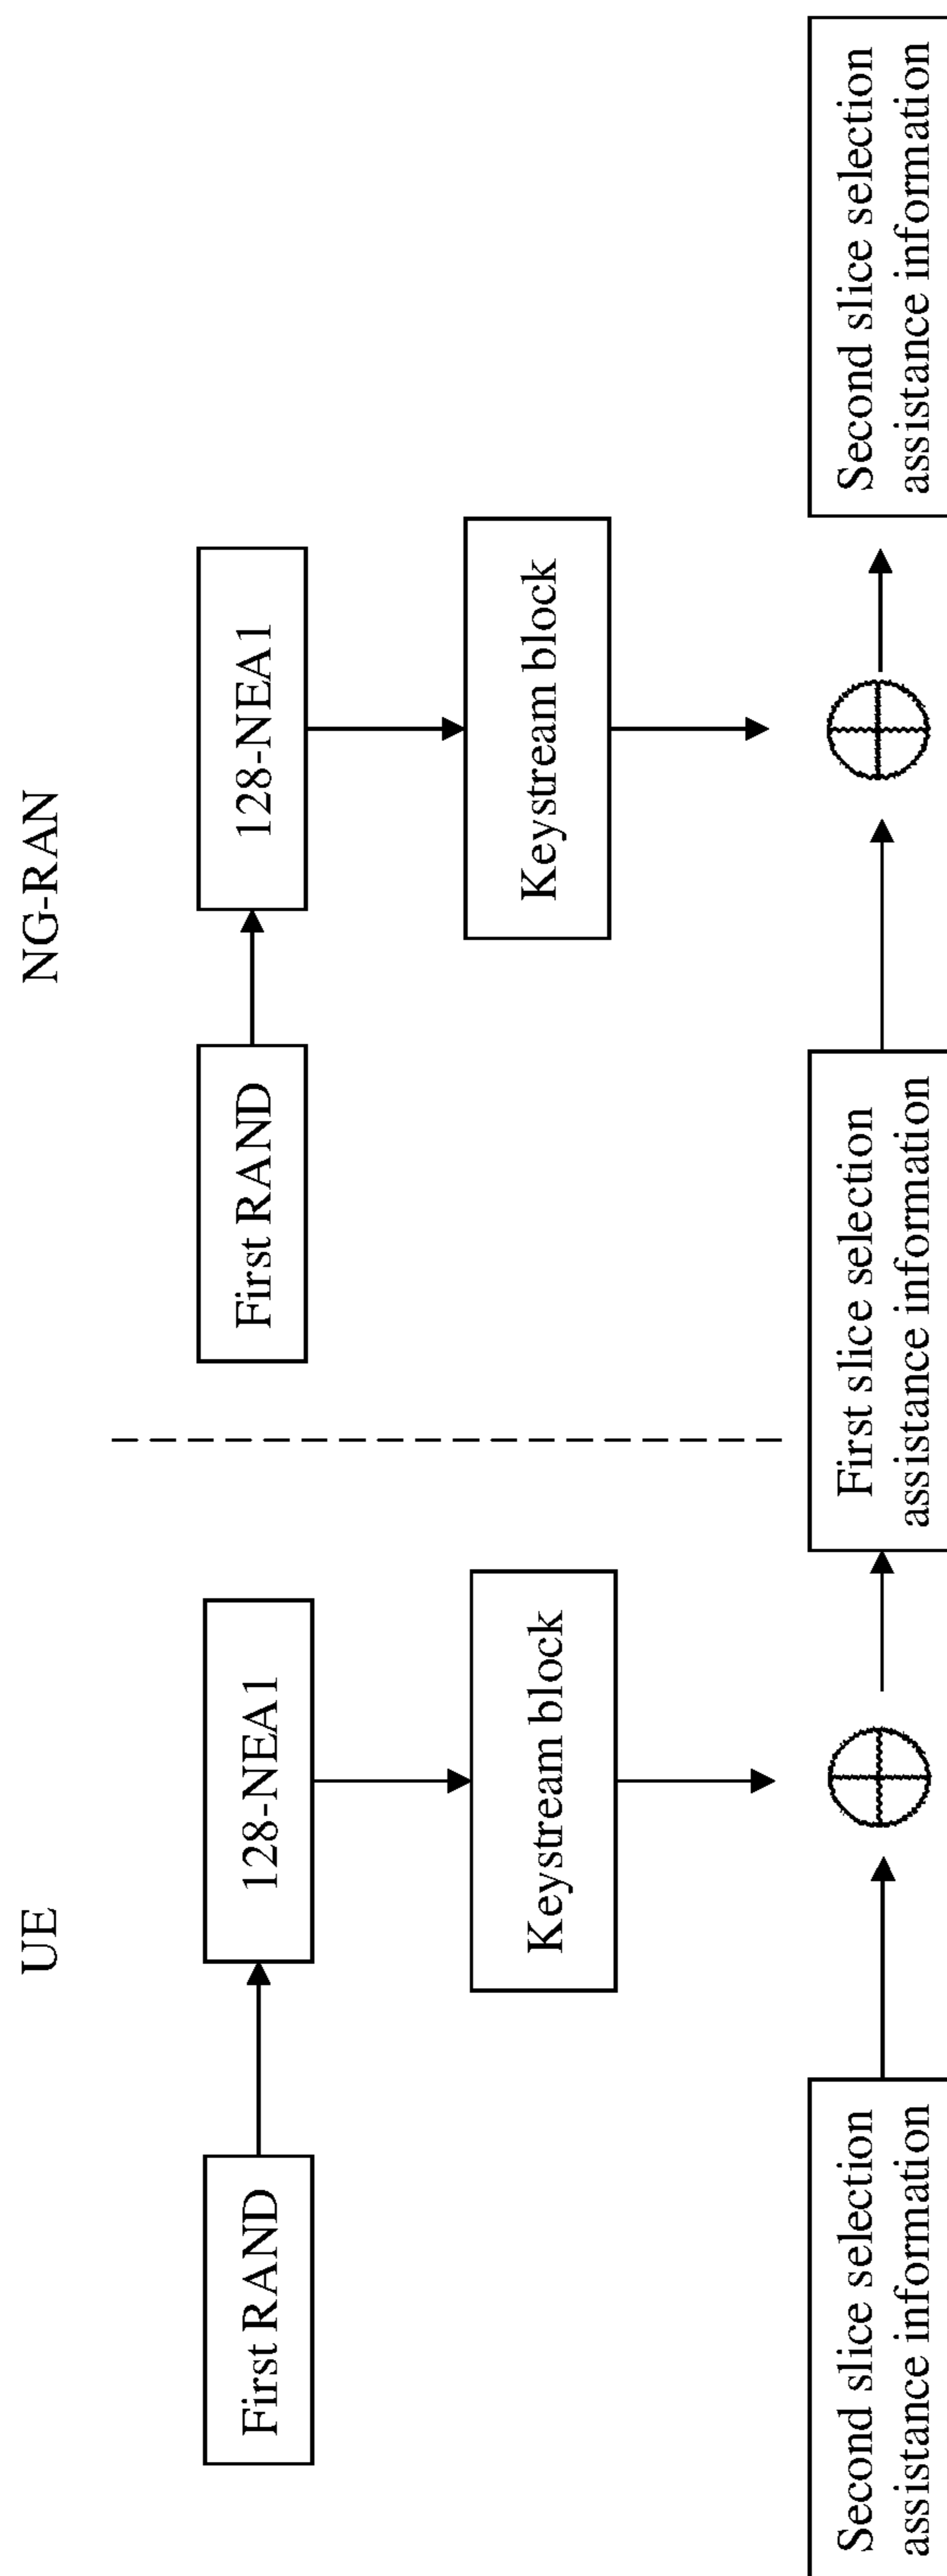 UE
NG-RAN
First RAND
128-NEA1
First RAND
128-NEA1
Keystream block
Keystream block
Second slice selection
assistance information
First slice selection
assistance information
Second slice selection
assistance information